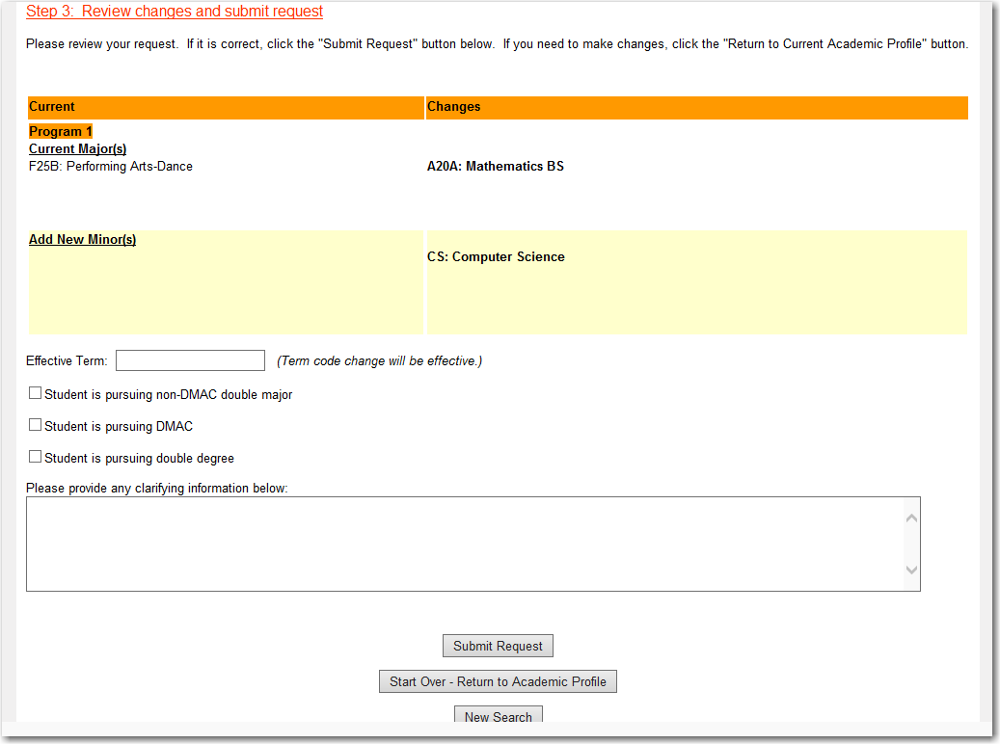 Step 3:  Review changes and submit request
Please review your request.  If it is correct, click the "Submit Request" button below.  If you need to make changes, click the "Return to Current Academic Profile" button.
Current Changes
Program 1
Current Major(s)
F25B: Performing Arts-Dance A20A: Mathematics BS
Add New Minor(s)
CS: Computer Science
Effective Term: (Term code change will be effective.)
Student is pursuing non-DMAC double major
Student is pursuing DMAC
Student is pursuing double degree
Please provide any clarifying information below:
Submit Request
Start Over - Return to Academic Profile
New Search